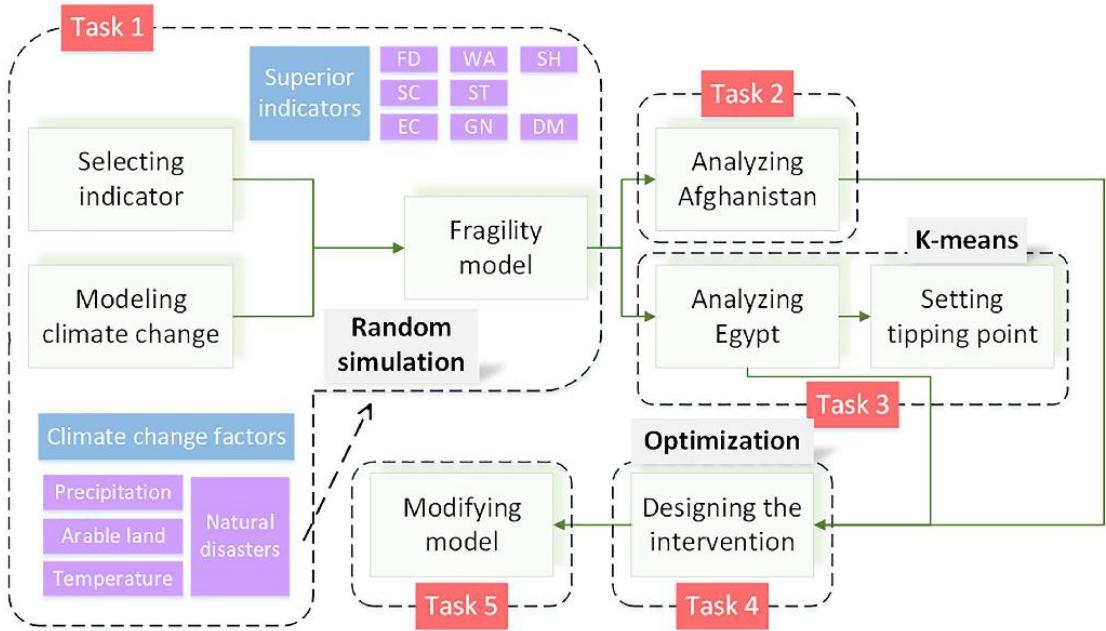 Task 1
Superior
indicators
FD
WA
SH
SC
ST
EC
GN
DM
Selecting
indicator
Modeling
climate change
Fragility
model
Random
simulation
Climate change factors
Precipitation
Arable land
Temperature
Natural
disasters
Task 2
Analyzing
Afghanistan
K-means
Analyzing
Egypt
Setting
tipping point
Task 3
Optimization
Designing the
intervention
Task 4
Modifying
model
Task 5